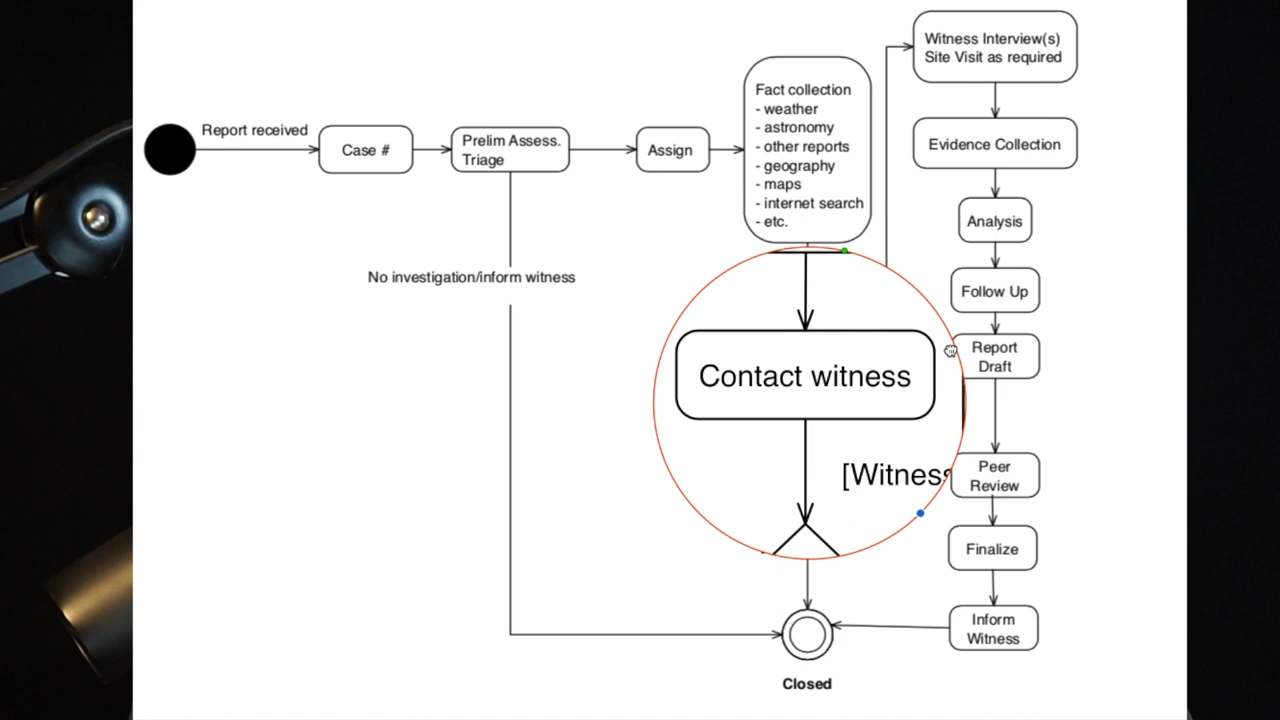 Report received
Case #
Prelim Assess.
Triage
Assign
Fact collection
- weather
- astronomy
- other reports
- geography
- maps
- internet search
- etc.
Witness Interview(s)
Site Visit as required
Evidence Collection
Analysis
Follow Up
Report
Draft
Peer
Review
Finalize
Inform
Witness
No investigation/inform witness
Contact witness
[Witness
Closed